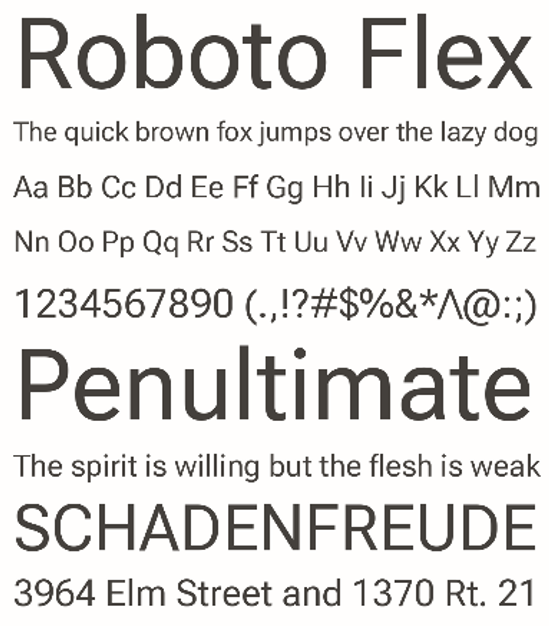 Roboto Flex
The quick brown fox jumps over the lazy dog
Aa Bb Cc Dd Ee Ff Gg Hh Ii Jj Kk Ll Mm
Nn Oo Pp Qq Rr Ss Tt Uu Vv Ww Xx Yy Zz
1234567890 (.,!?#$%&*/\@:;)
Penultimate
The spirit is willing but the flesh is weak
SCHADENFREUDE
3964 Elm Street and 1370 Rt. 21